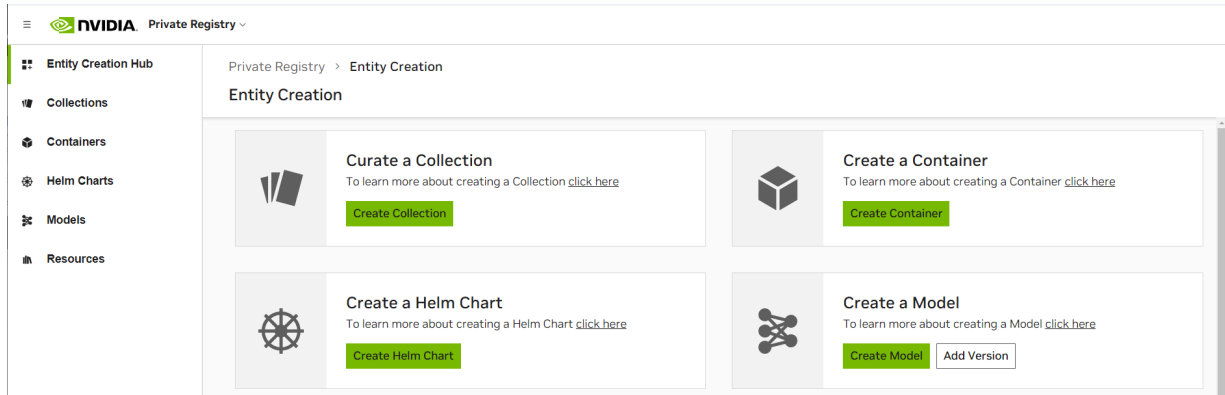 NVIDIA. Private Registry
Entity Creation Hub
Collections
Containers
Helm Charts
Models
Resources
Private Registry > Entity Creation
Entity Creation
Curate a Collection
To learn more about creating a Collection click here
Create Collection
Create a Container
To learn more about creating a Container click here
Create Container
Create a Helm Chart
To learn more about creating a Helm Chart click here
Create Helm Chart
Create a Model
To learn more about creating a Model click here
Create Model Add Version